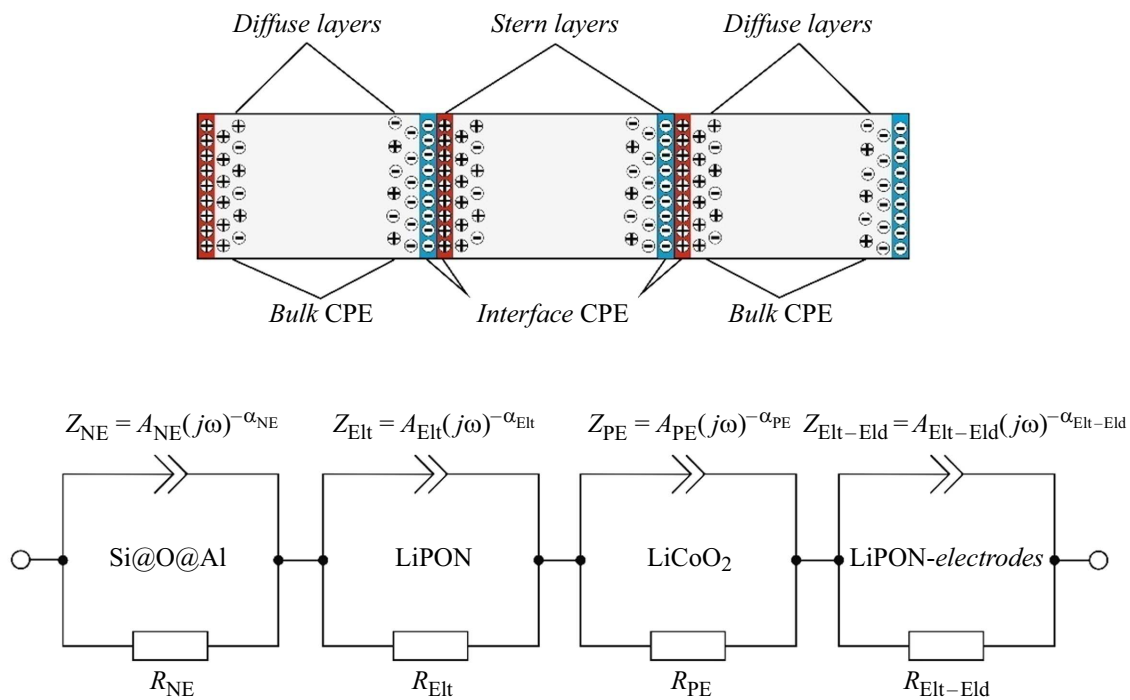 Diffuse layers Stern layers Diffuse layers
Bulk CPE Interface CPE Bulk CPE
Z_NE = A_NE(jω)^−α_NE Z_Elt = A_Elt(jω)^−α_Elt Z_PE = A_PE(jω)^−α_PE Z_Elt−Eld = A_Elt−Eld(jω)^−α_Elt−Eld
Si@O@Al LiPON LiCoO₂ LiPON-electrodes
R_NE R_Elt R_PE R_Elt−Eld